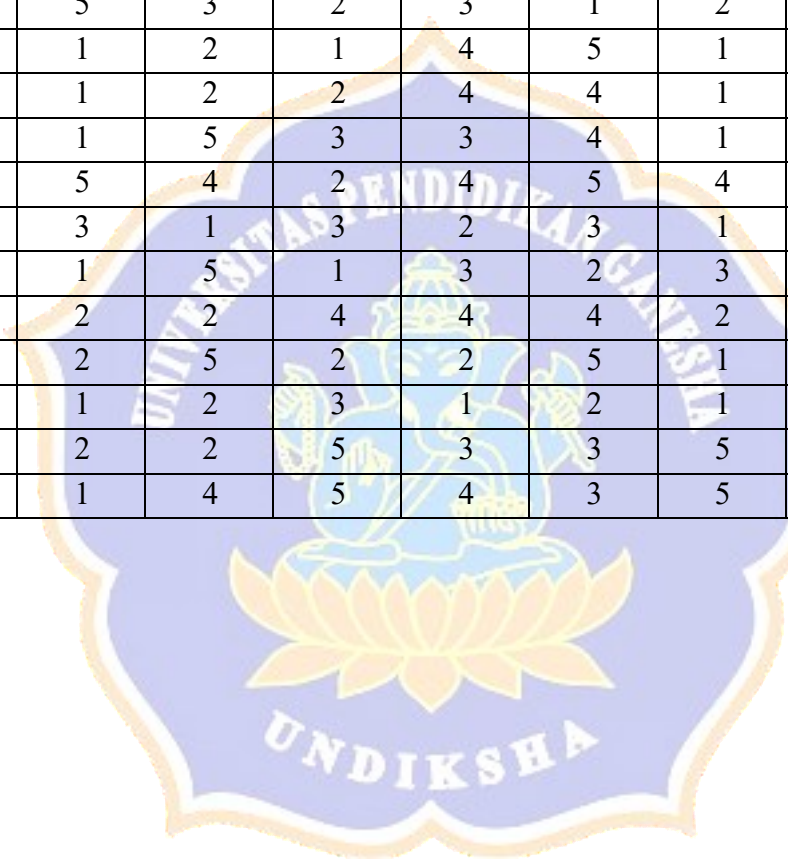 5 3 2 3 1 2
1 2 1 4 5 1
1 2 2 4 4 1
1 5 3 3 4 1
5 4 2 4 5 4
3 1 3 2 3 1
1 5 1 3 2 3
2 2 4 4 4 2
2 5 2 2 5 1
1 2 3 1 2 1
2 2 5 3 3 5
1 4 5 4 3 5
UNIVERSITAS PENDIDIKAN GANESHA
UNDIKSHA